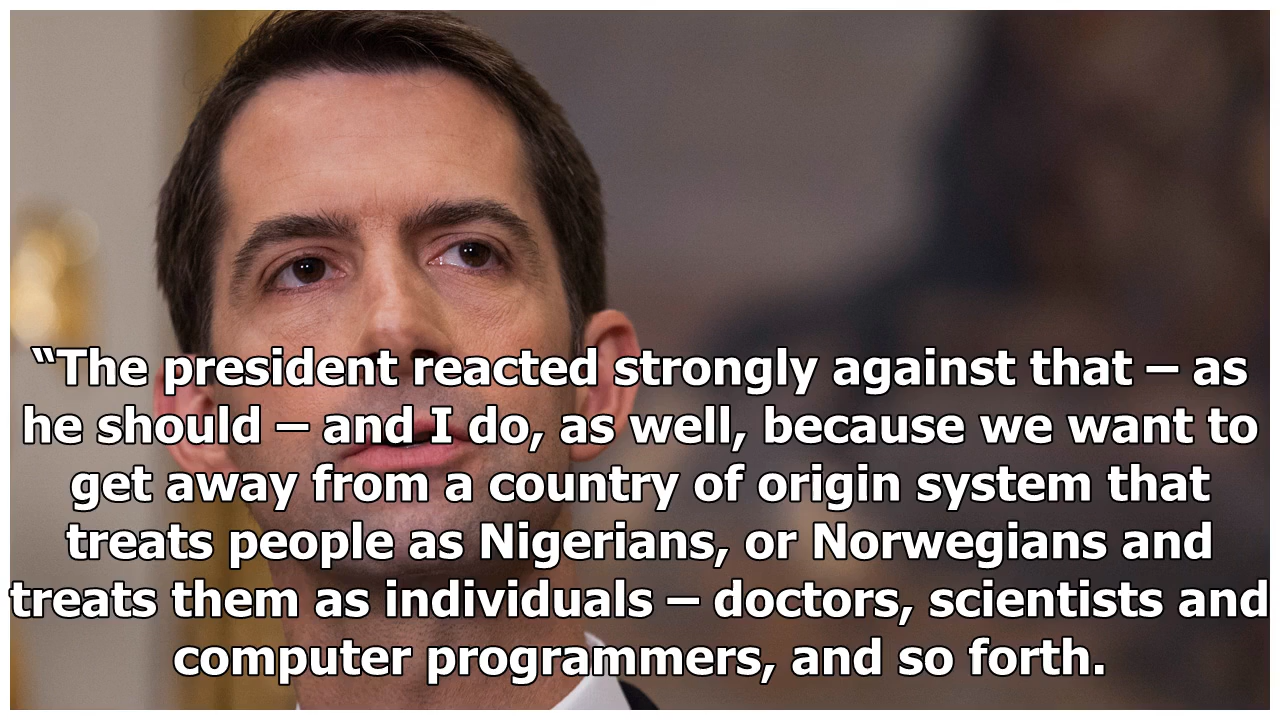 “The president reacted strongly against that – as
he should – and I do, as well, because we want to
get away from a country of origin system that
treats people as Nigerians, or Norwegians and
treats them as individuals – doctors, scientists and
computer programmers, and so forth.